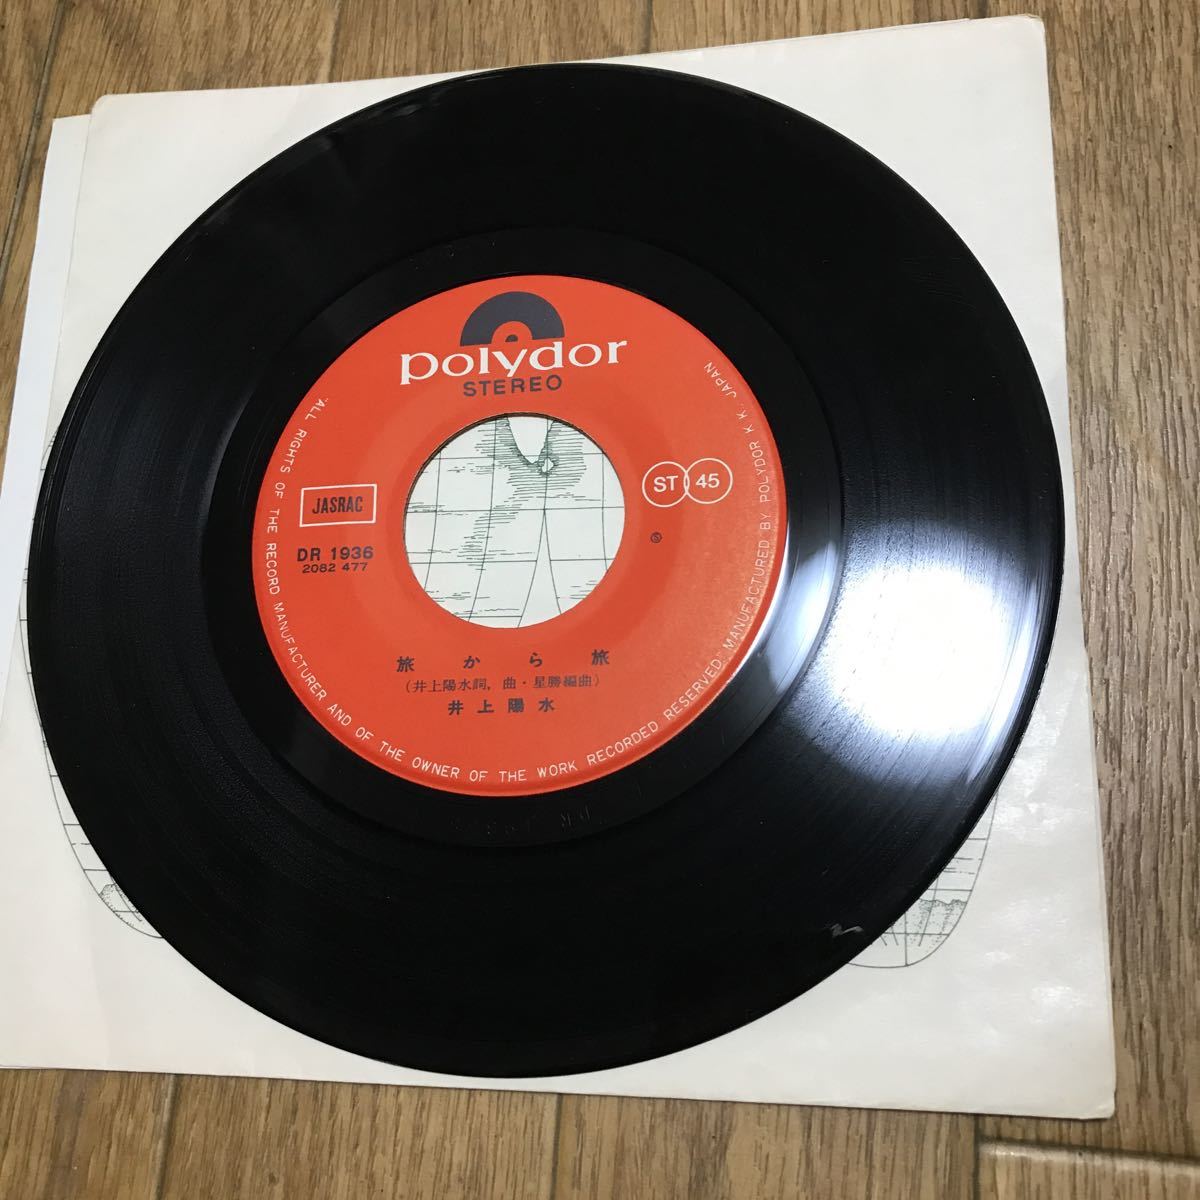 polydor
STEREO
JASRAC
DR 1936
2082 477
ST 45
Ⓢ
旅から旅
(井上陽水詞,曲・星勝編曲)
井上陽水
"ALL RIGHTS OF THE RECORD MANUFACTURER AND OF THE OWNER OF THE WORK RECORDED RESERVED" MANUFACTURED BY POLYDOR K.K. JAPAN